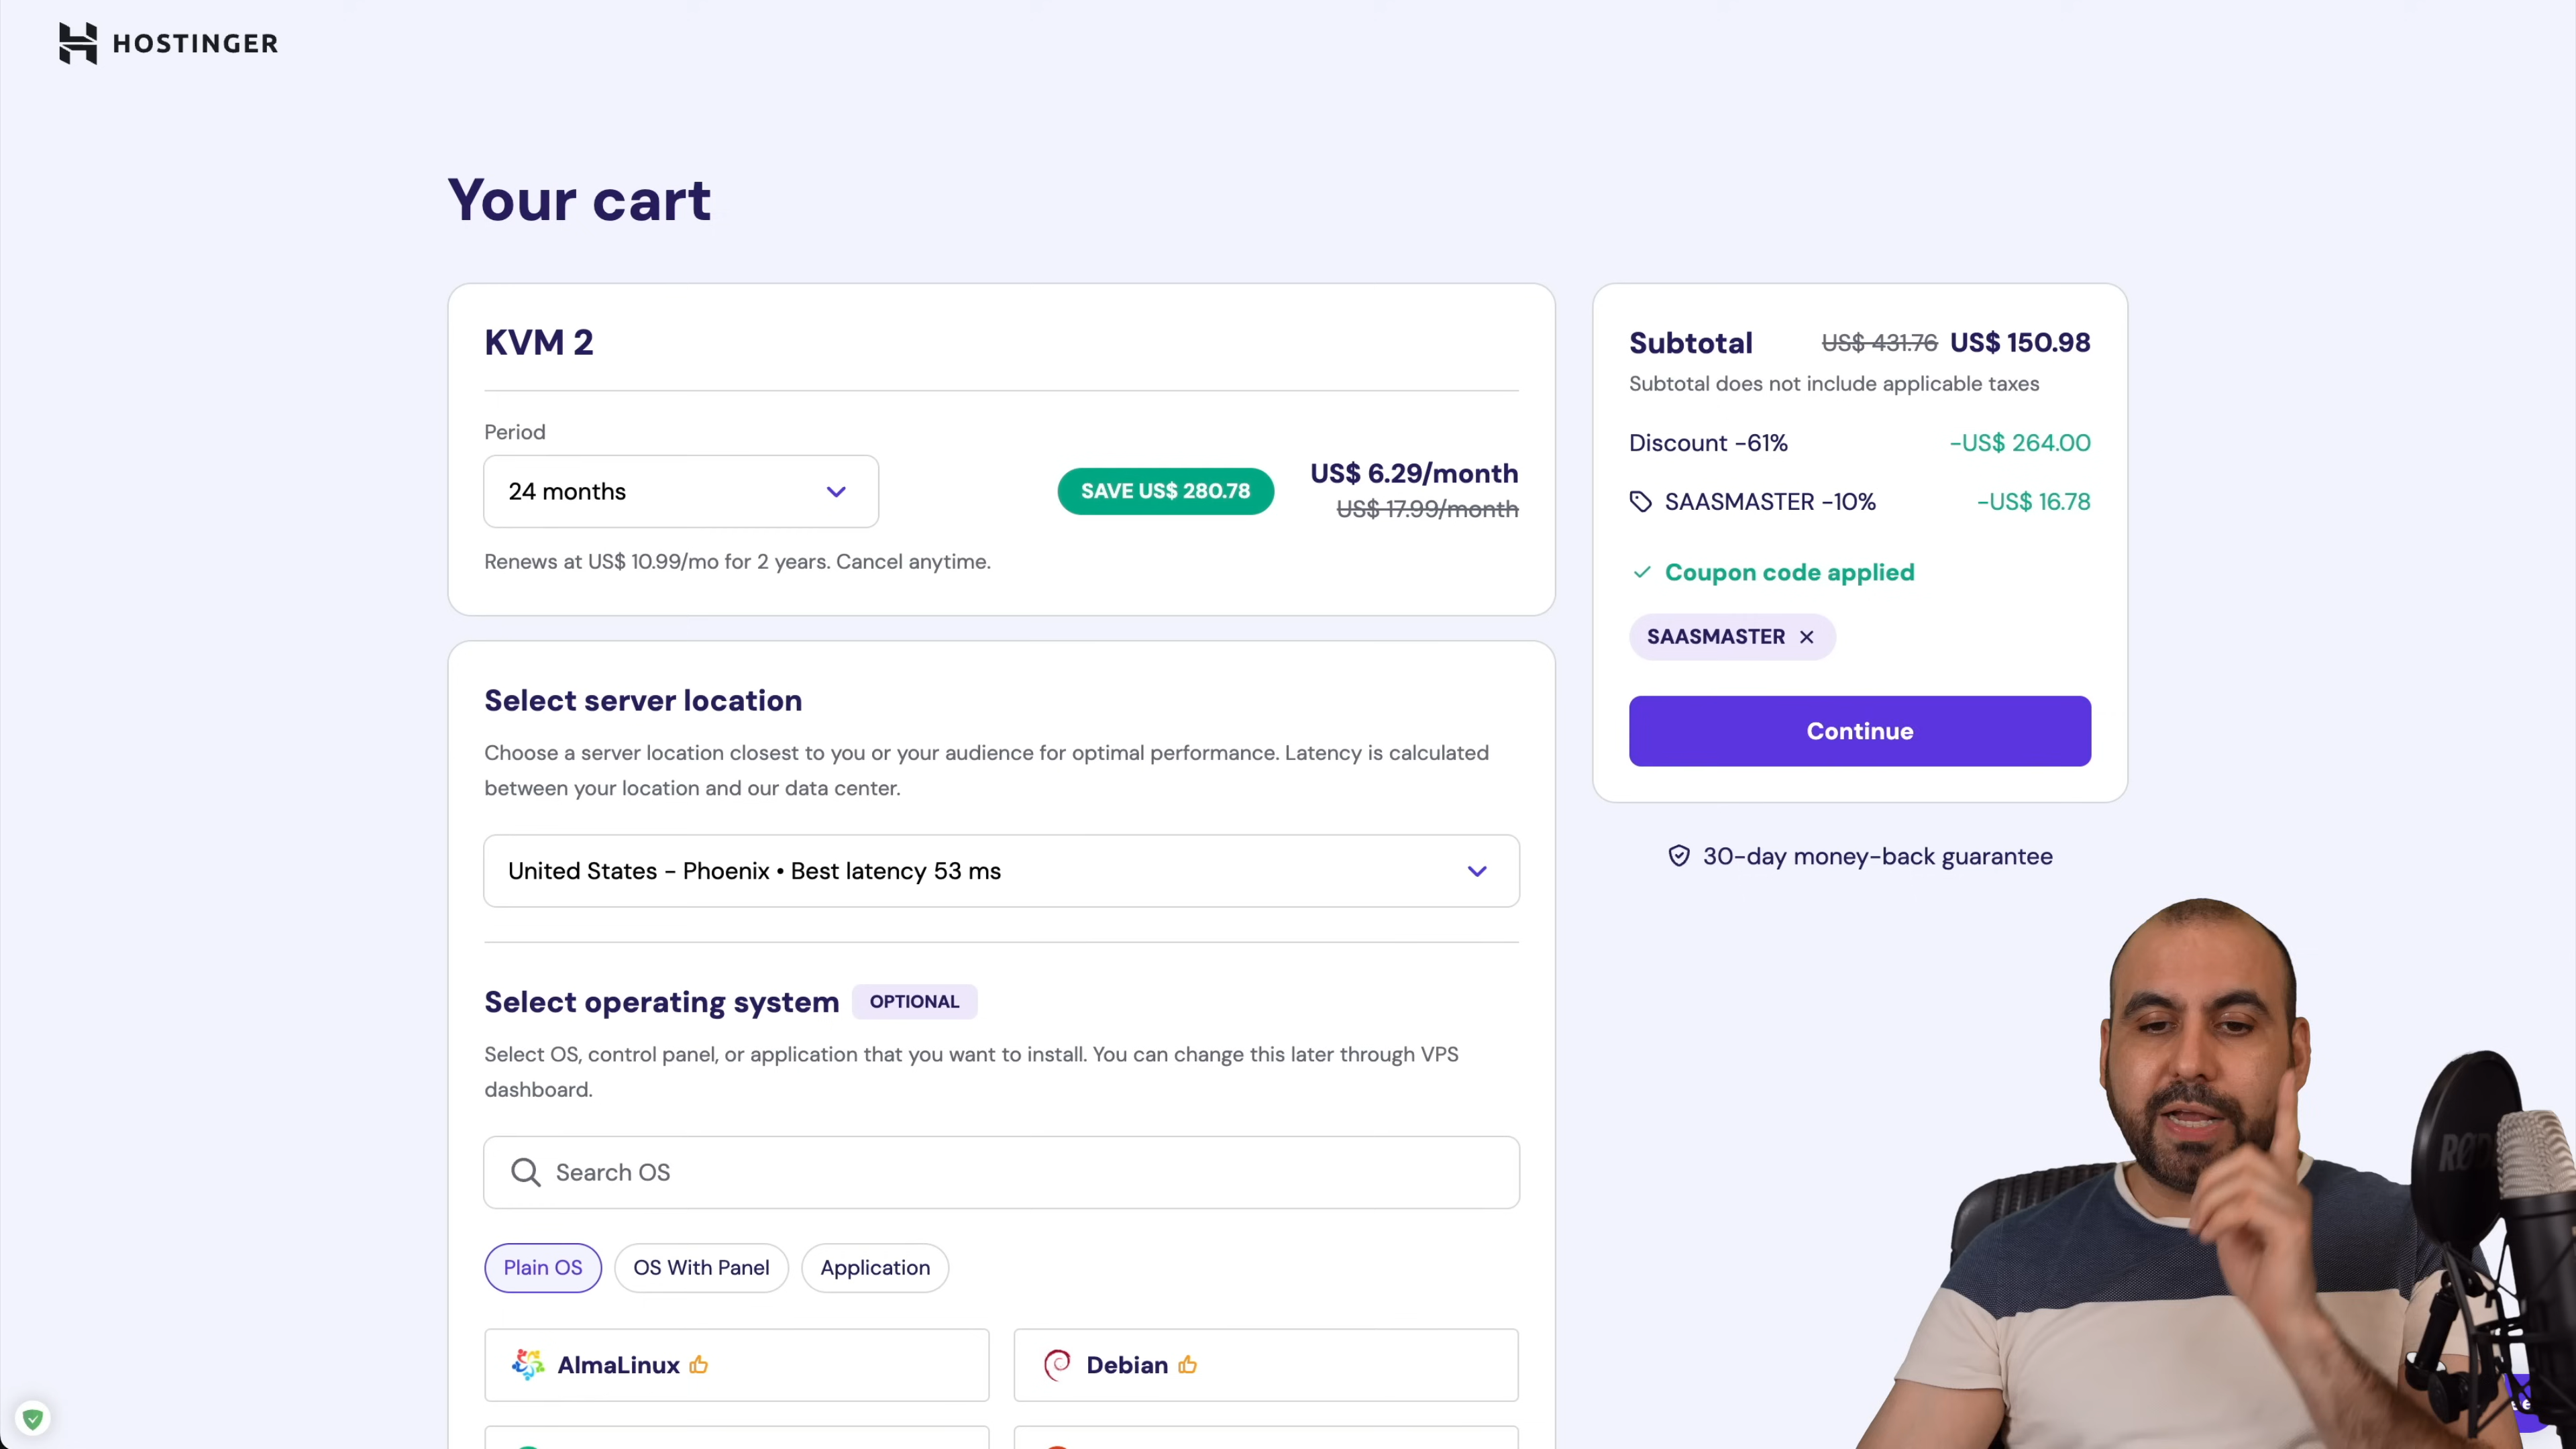 HOSTINGER
Your cart
KVM 2
Period
24 months
SAVE US$ 280.78
US$ 6.29/month
US$ 17.99/month
Renews at US$ 10.99/mo for 2 years. Cancel anytime.
Subtotal US$ 431.76 US$ 150.98
Subtotal does not include applicable taxes
Discount -61% -US$ 264.00
SAASMASTER -10% -US$ 16.78
Coupon code applied
SAASMASTER
Continue
30-day money-back guarantee
Select server location
Choose a server location closest to you or your audience for optimal performance. Latency is calculated
between your location and our data center.
United States - Phoenix • Best latency 53 ms
Select operating system OPTIONAL
Select OS, control panel, or application that you want to install. You can change this later through VPS
dashboard.
Search OS
Plain OS OS With Panel Application
AlmaLinux Debian